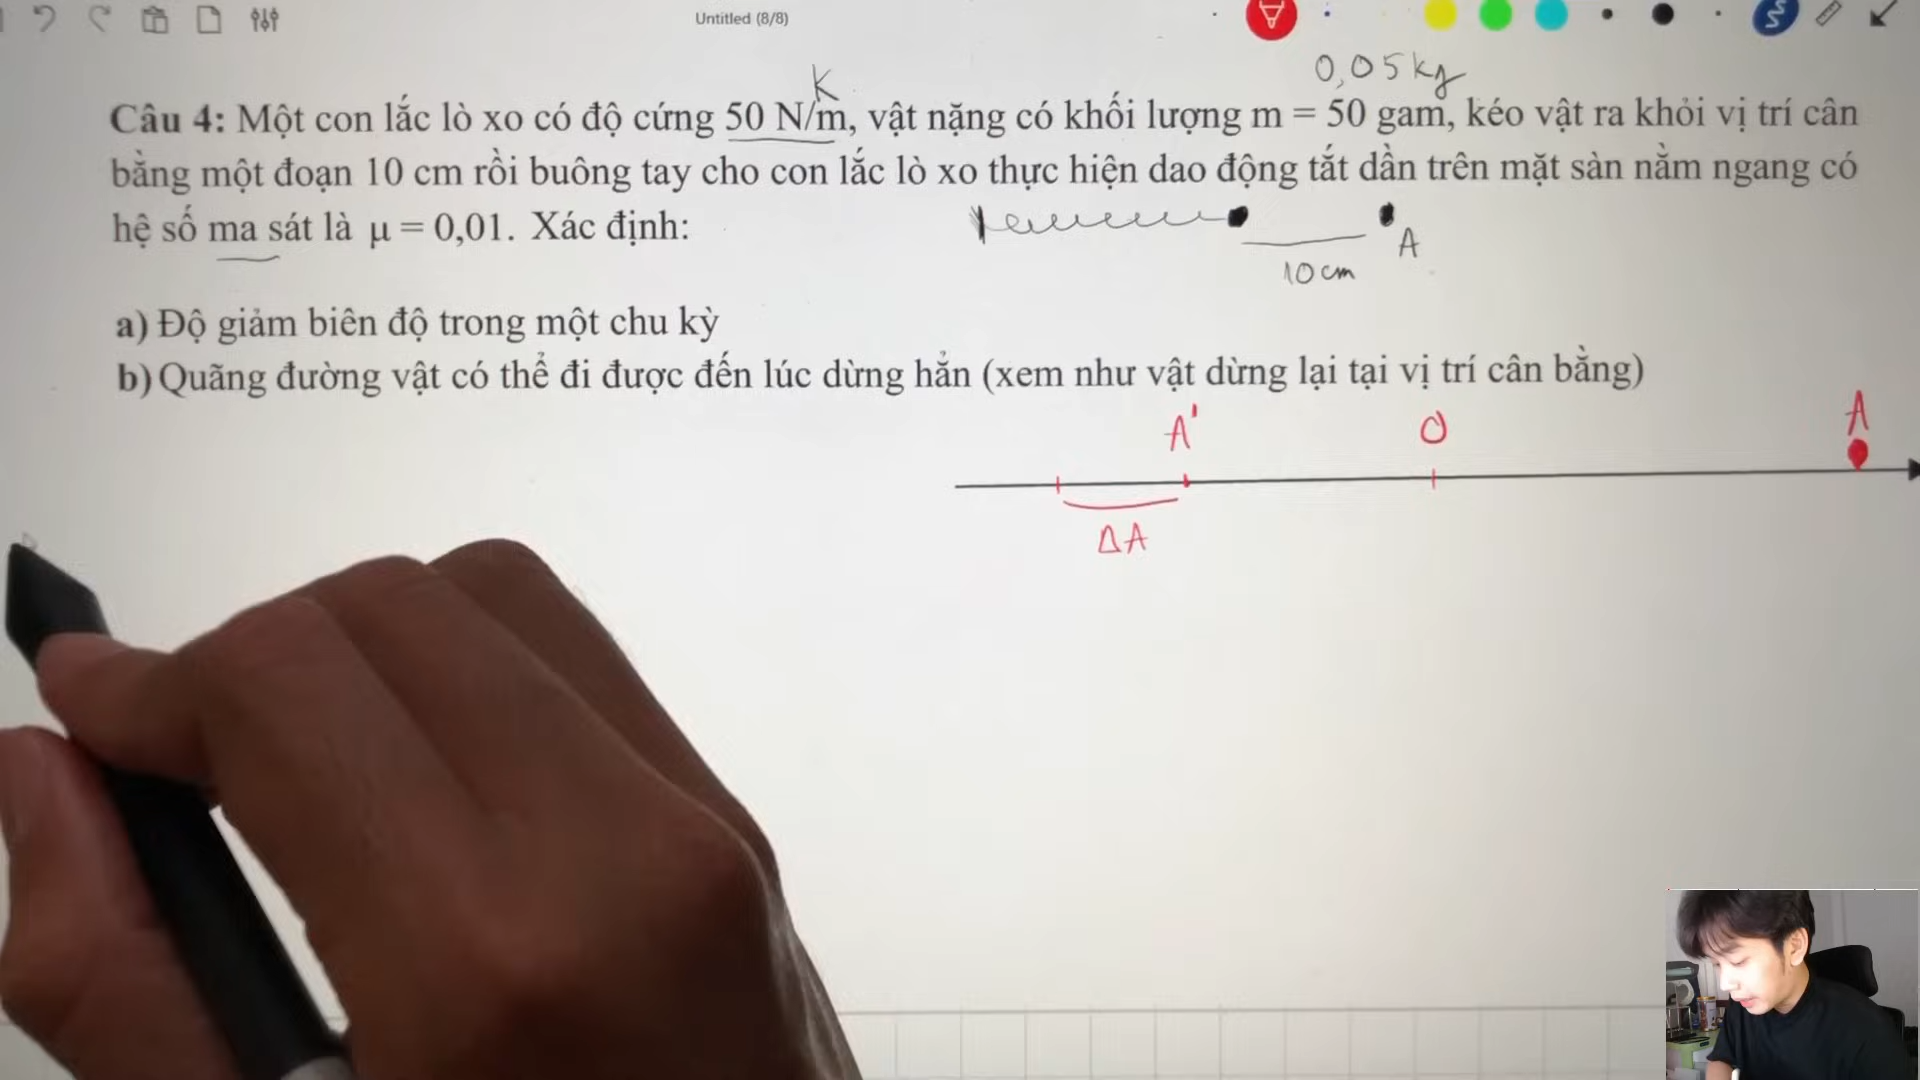 Untitled (8/8)
K
0,05 kg
Câu 4: Một con lắc lò xo có độ cứng 50 N/m, vật nặng có khối lượng m = 50 gam, kéo vật ra khỏi vị trí cân
bằng một đoạn 10 cm rồi buông tay cho con lắc lò xo thực hiện dao động tắt dần trên mặt sàn nằm ngang có
hệ số ma sát là μ = 0,01. Xác định:
A
10 cm
a) Độ giảm biên độ trong một chu kỳ
b) Quãng đường vật có thể đi được đến lúc dừng hẳn (xem như vật dừng lại tại vị trí cân bằng)
A' O A
ΔA